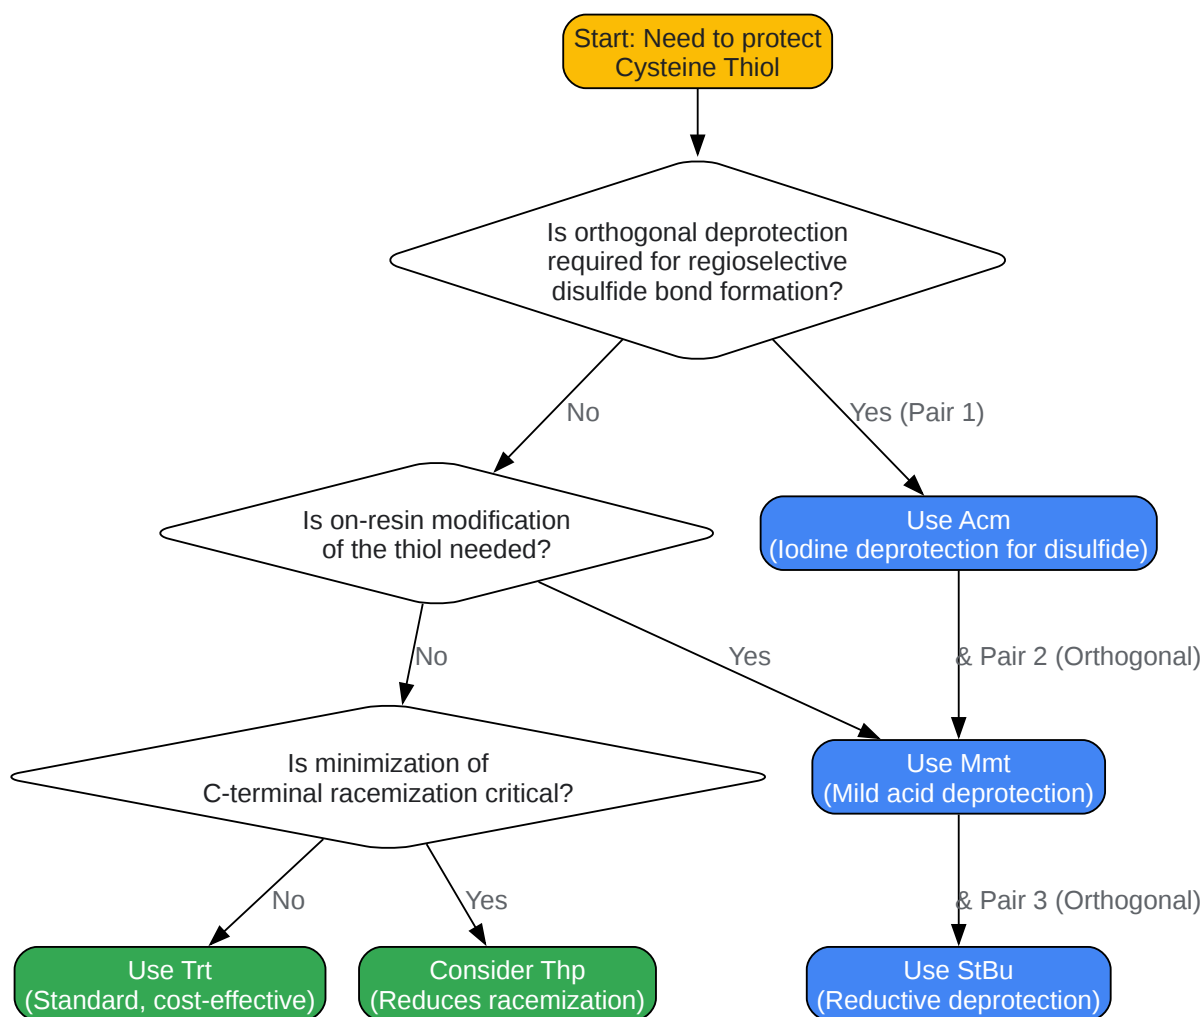 Start: Need to protect
Cysteine Thiol
Is orthogonal deprotection
required for regioselective
disulfide bond formation?
No
Yes (Pair 1)
Is on-resin modification
of the thiol needed?
Use Acm
(Iodine deprotection for disulfide)
No
Yes
& Pair 2 (Orthogonal)
Is minimization of
C-terminal racemization critical?
Use Mmt
(Mild acid deprotection)
No
Yes
& Pair 3 (Orthogonal)
Use Trt
(Standard, cost-effective)
Consider Thp
(Reduces racemization)
Use StBu
(Reductive deprotection)